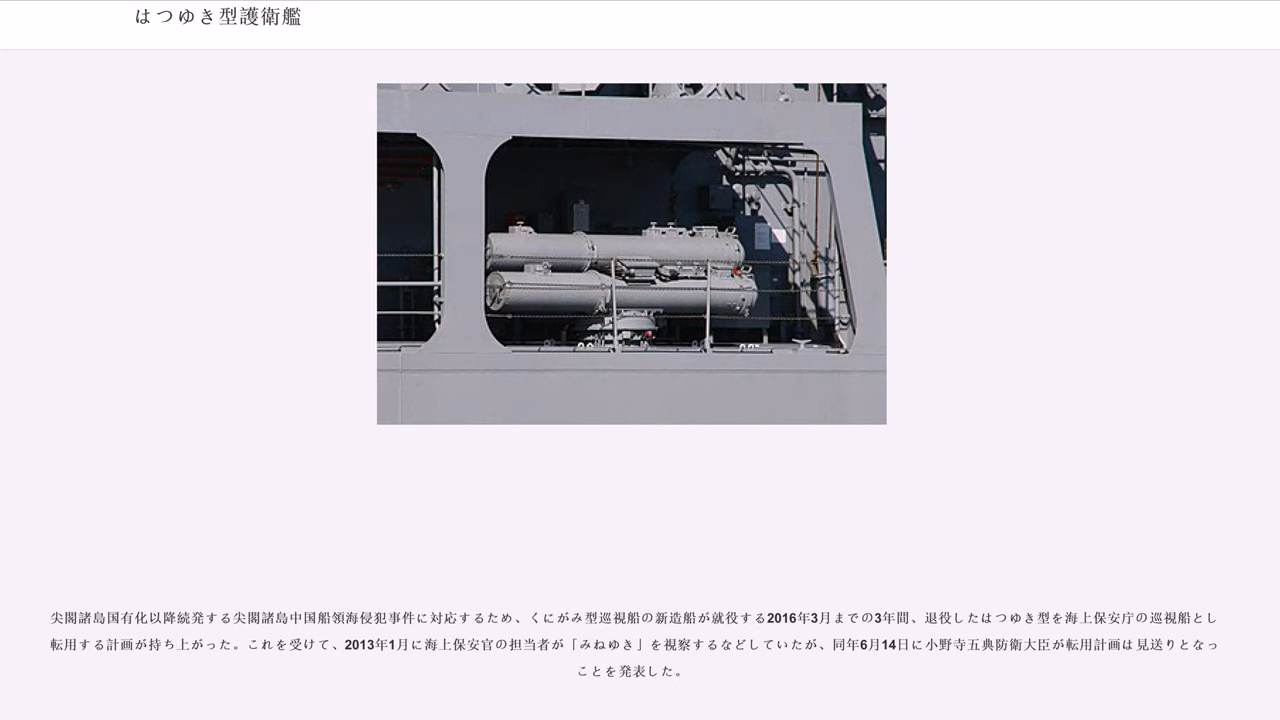 はつゆき型護衛艦
尖閣諸島国有化以降続発する尖閣諸島中国船領海侵犯事件に対応するため、くにがみ型巡視船の新造船が就役する2016年3月までの3年間、退役したはつゆき型を海上保安庁の巡視船とし
転用する計画が持ち上がった。これを受けて、2013年1月に海上保安官の担当者が「みねゆき」を視察するなどしていたが、同年6月14日に小野寺五典防衛大臣が転用計画は見送りとなっ
ことを発表した。